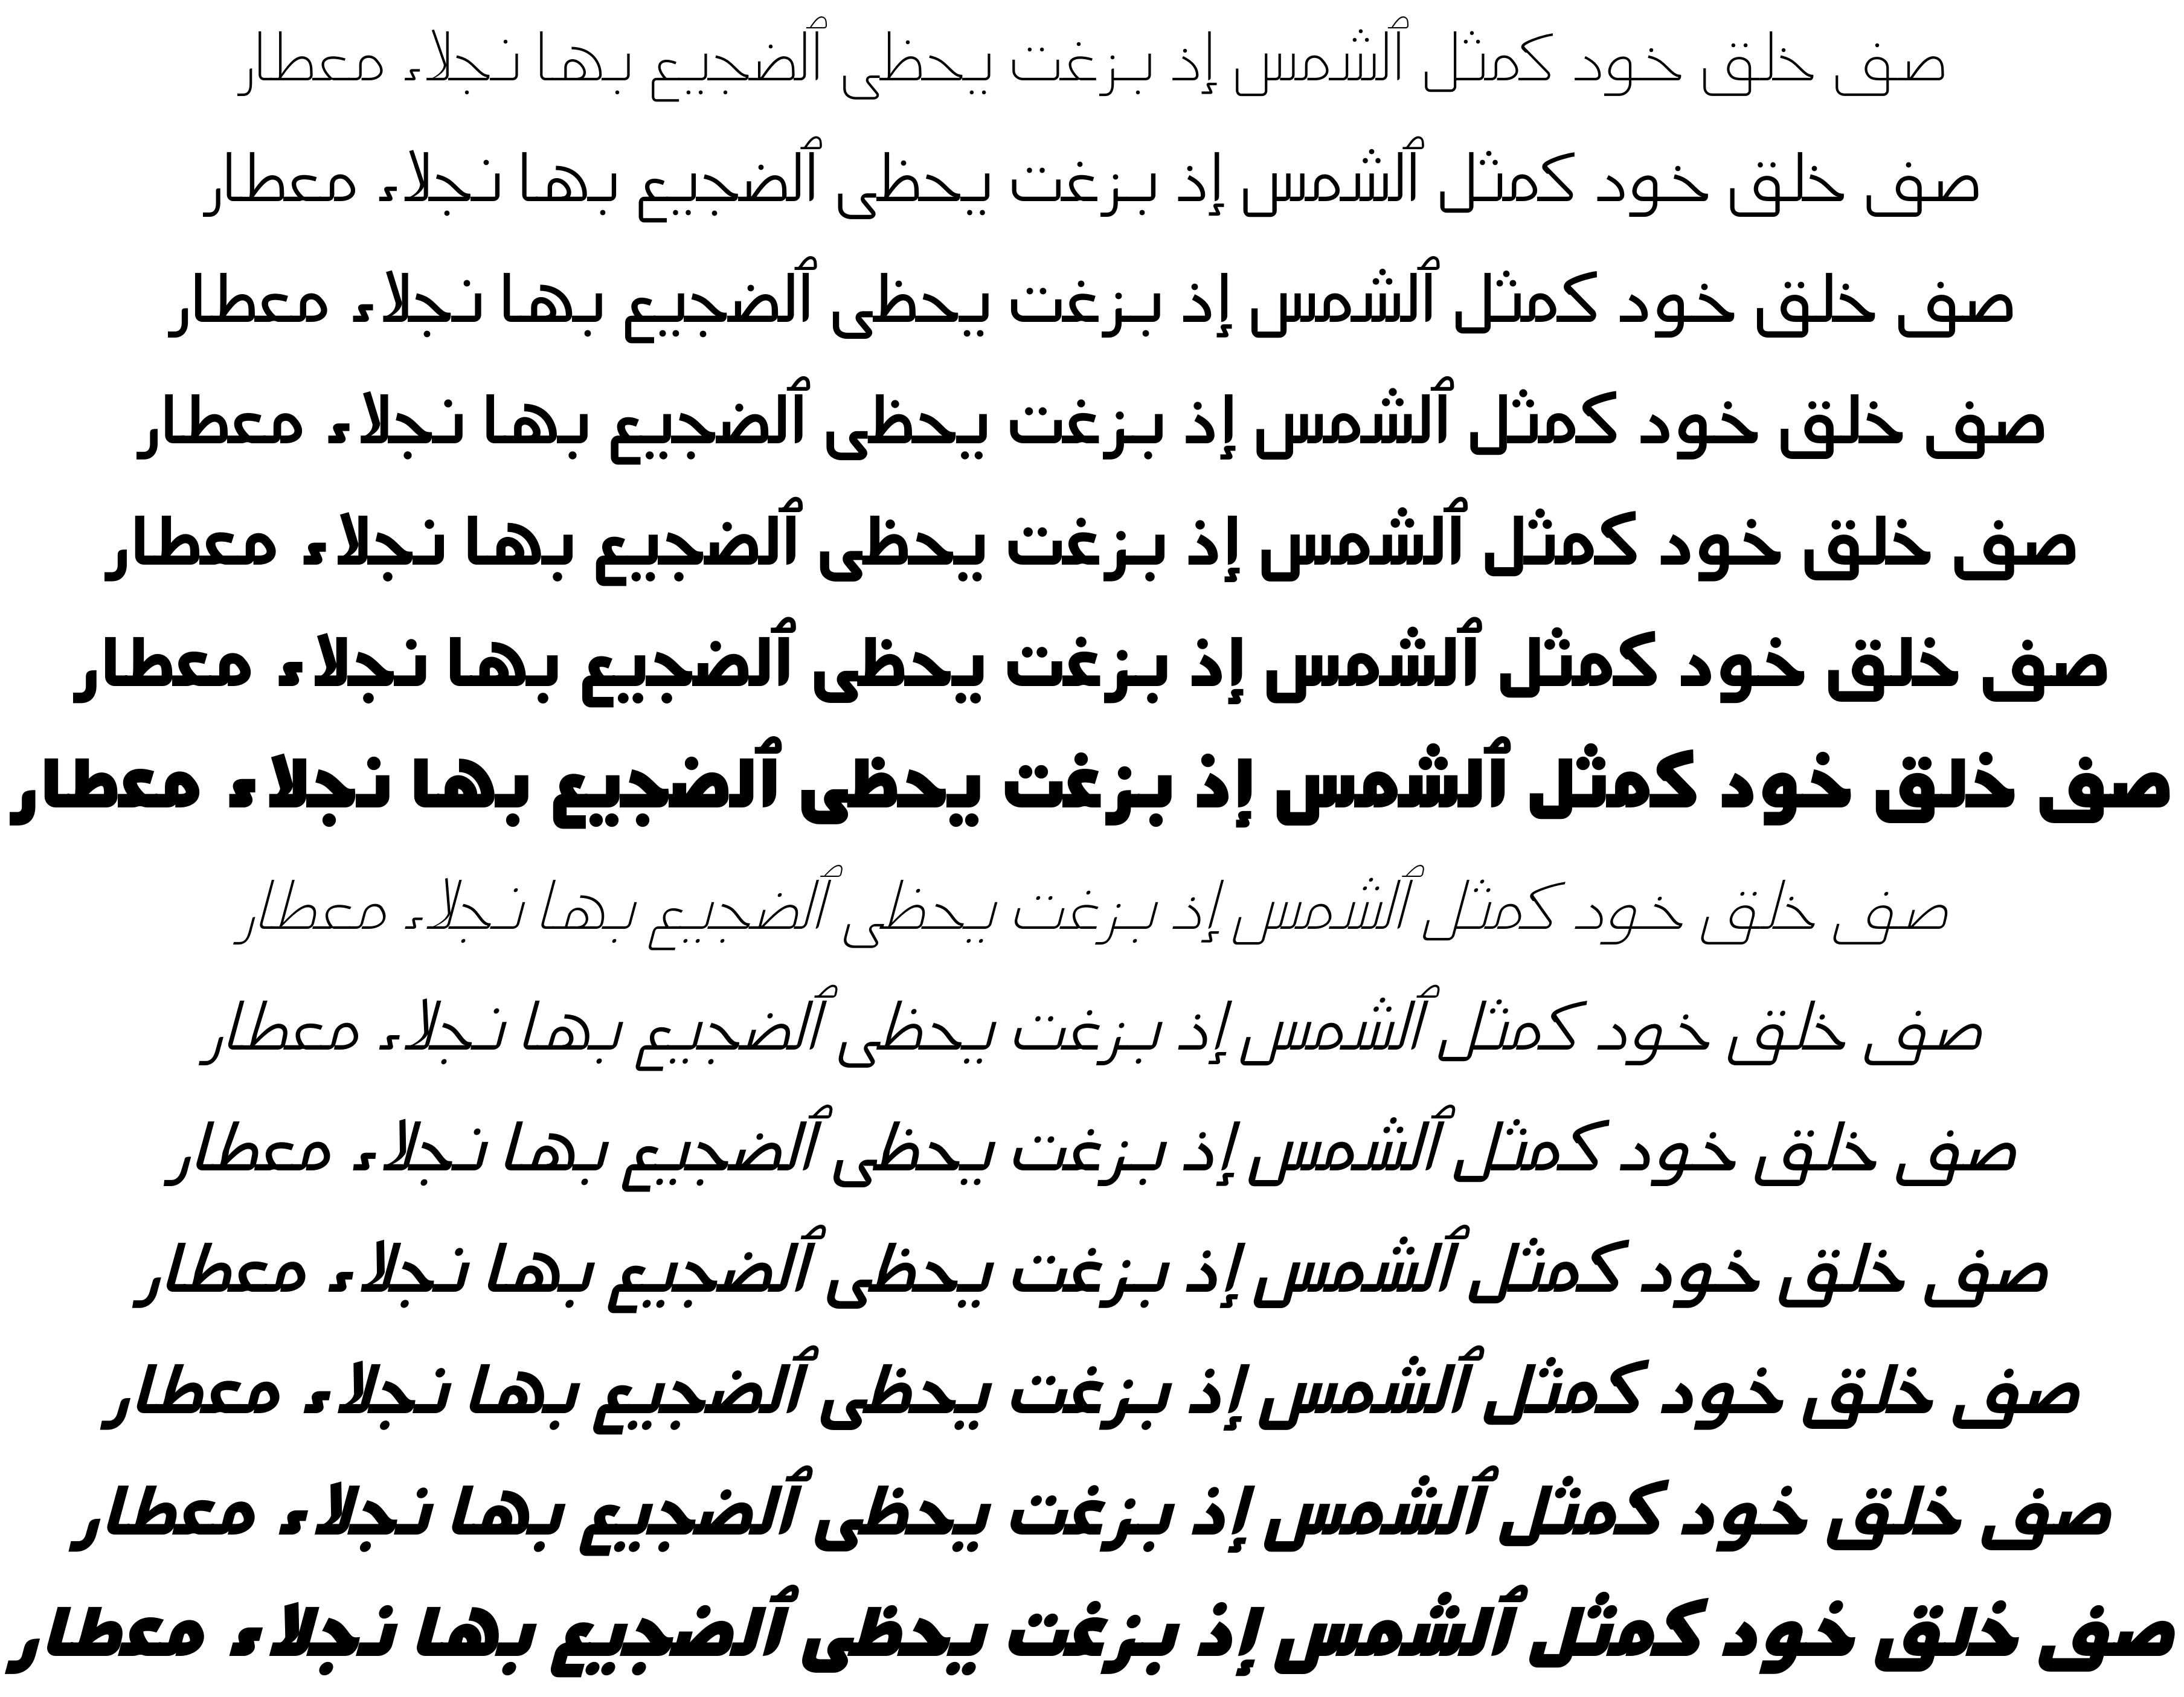 صف خلق خود كمثل ٱلشمس إذ بزغت يحظى ٱلضجيع بها نجلاء معطار
صف خلق خود كمثل ٱلشمس إذ بزغت يحظى ٱلضجيع بها نجلاء معطار
صف خلق خود كمثل ٱلشمس إذ بزغت يحظى ٱلضجيع بها نجلاء معطار
صف خلق خود كمثل ٱلشمس إذ بزغت يحظى ٱلضجيع بها نجلاء معطار
صف خلق خود كمثل ٱلشمس إذ بزغت يحظى ٱلضجيع بها نجلاء معطار
صف خلق خود كمثل ٱلشمس إذ بزغت يحظى ٱلضجيع بها نجلاء معطار
صف خلق خود كمثل ٱلشمس إذ بزغت يحظى ٱلضجيع بها نجلاء معطار
صف خلق خود كمثل ٱلشمس إذ بزغت يحظى ٱلضجيع بها نجلاء معطار
صف خلق خود كمثل ٱلشمس إذ بزغت يحظى ٱلضجيع بها نجلاء معطار
صف خلق خود كمثل ٱلشمس إذ بزغت يحظى ٱلضجيع بها نجلاء معطار
صف خلق خود كمثل ٱلشمس إذ بزغت يحظى ٱلضجيع بها نجلاء معطار
صف خلق خود كمثل ٱلشمس إذ بزغت يحظى ٱلضجيع بها نجلاء معطار
صف خلق خود كمثل ٱلشمس إذ بزغت يحظى ٱلضجيع بها نجلاء معطار
صف خلق خود كمثل ٱلشمس إذ بزغت يحظى ٱلضجيع بها نجلاء معطار